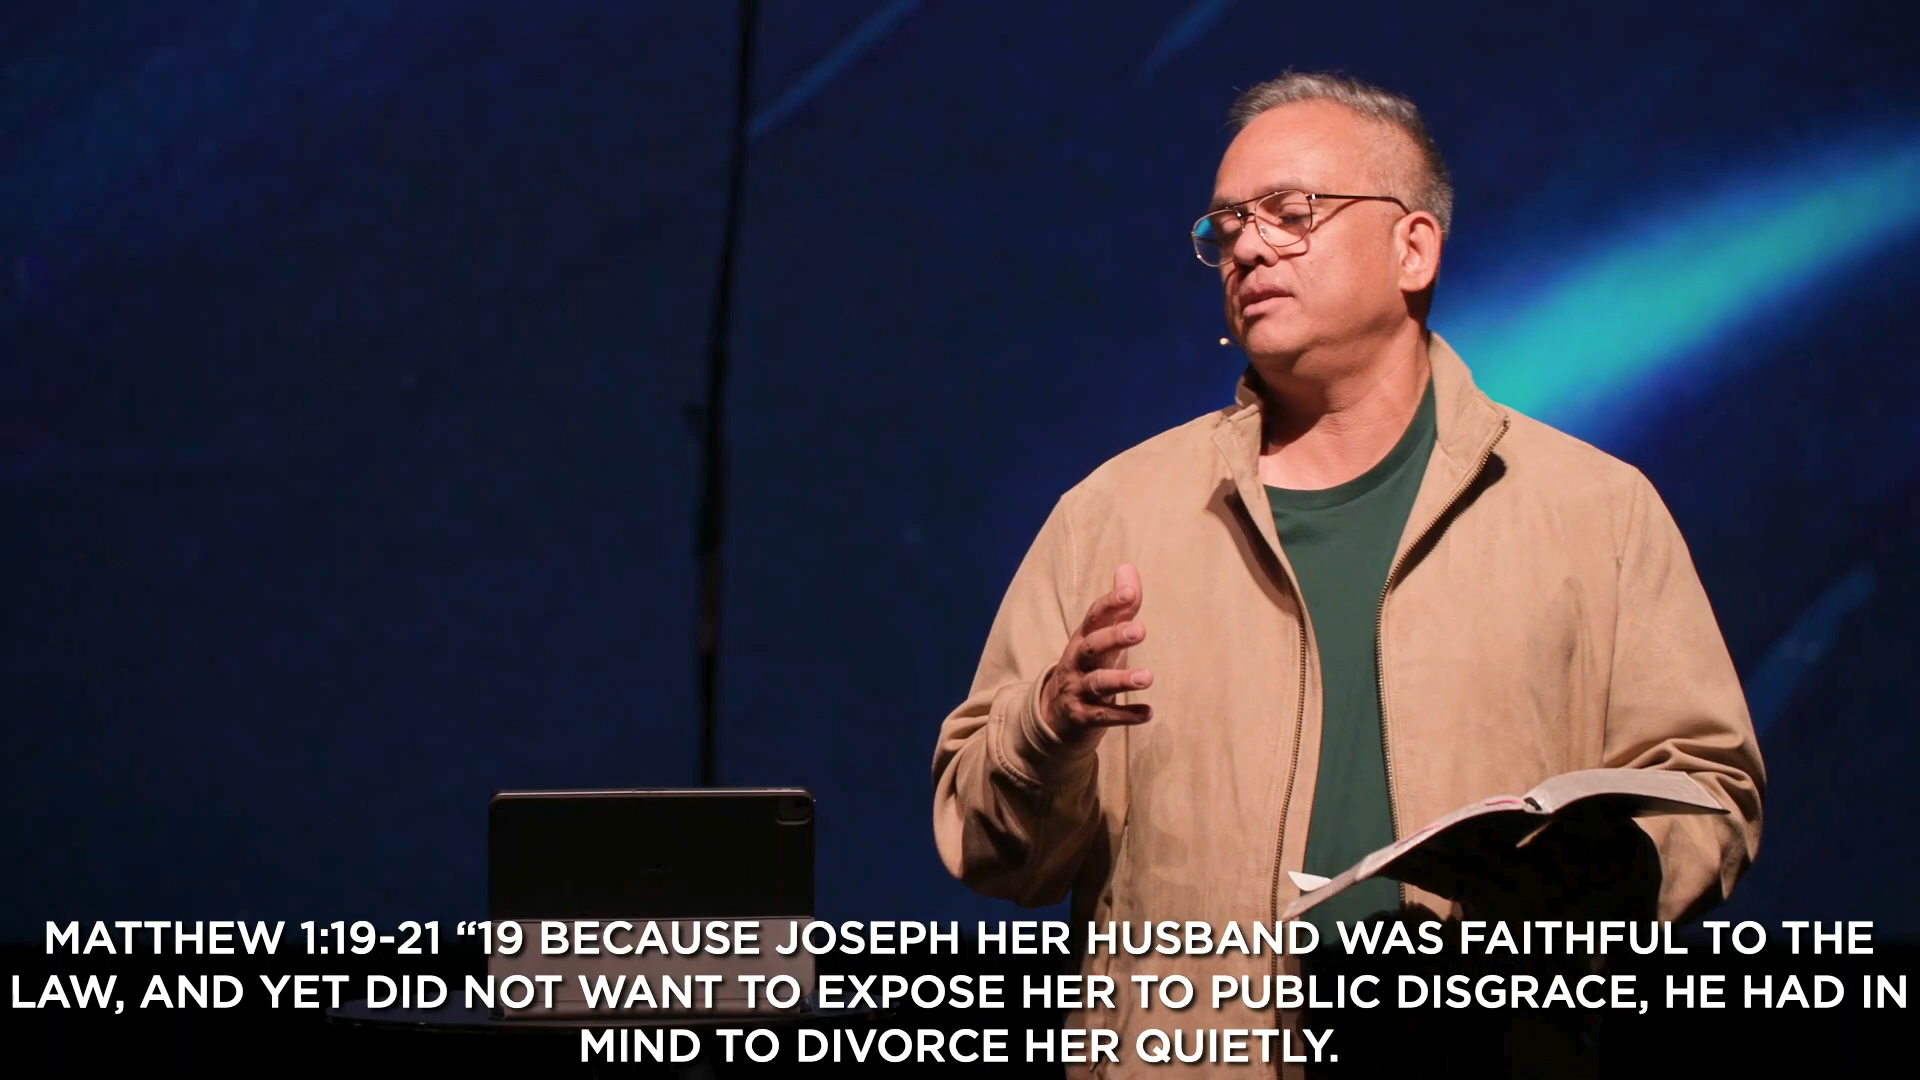 MATTHEW 1:19-21 “19 BECAUSE JOSEPH HER HUSBAND WAS FAITHFUL TO THE
LAW, AND YET DID NOT WANT TO EXPOSE HER TO PUBLIC DISGRACE, HE HAD IN
MIND TO DIVORCE HER QUIETLY.